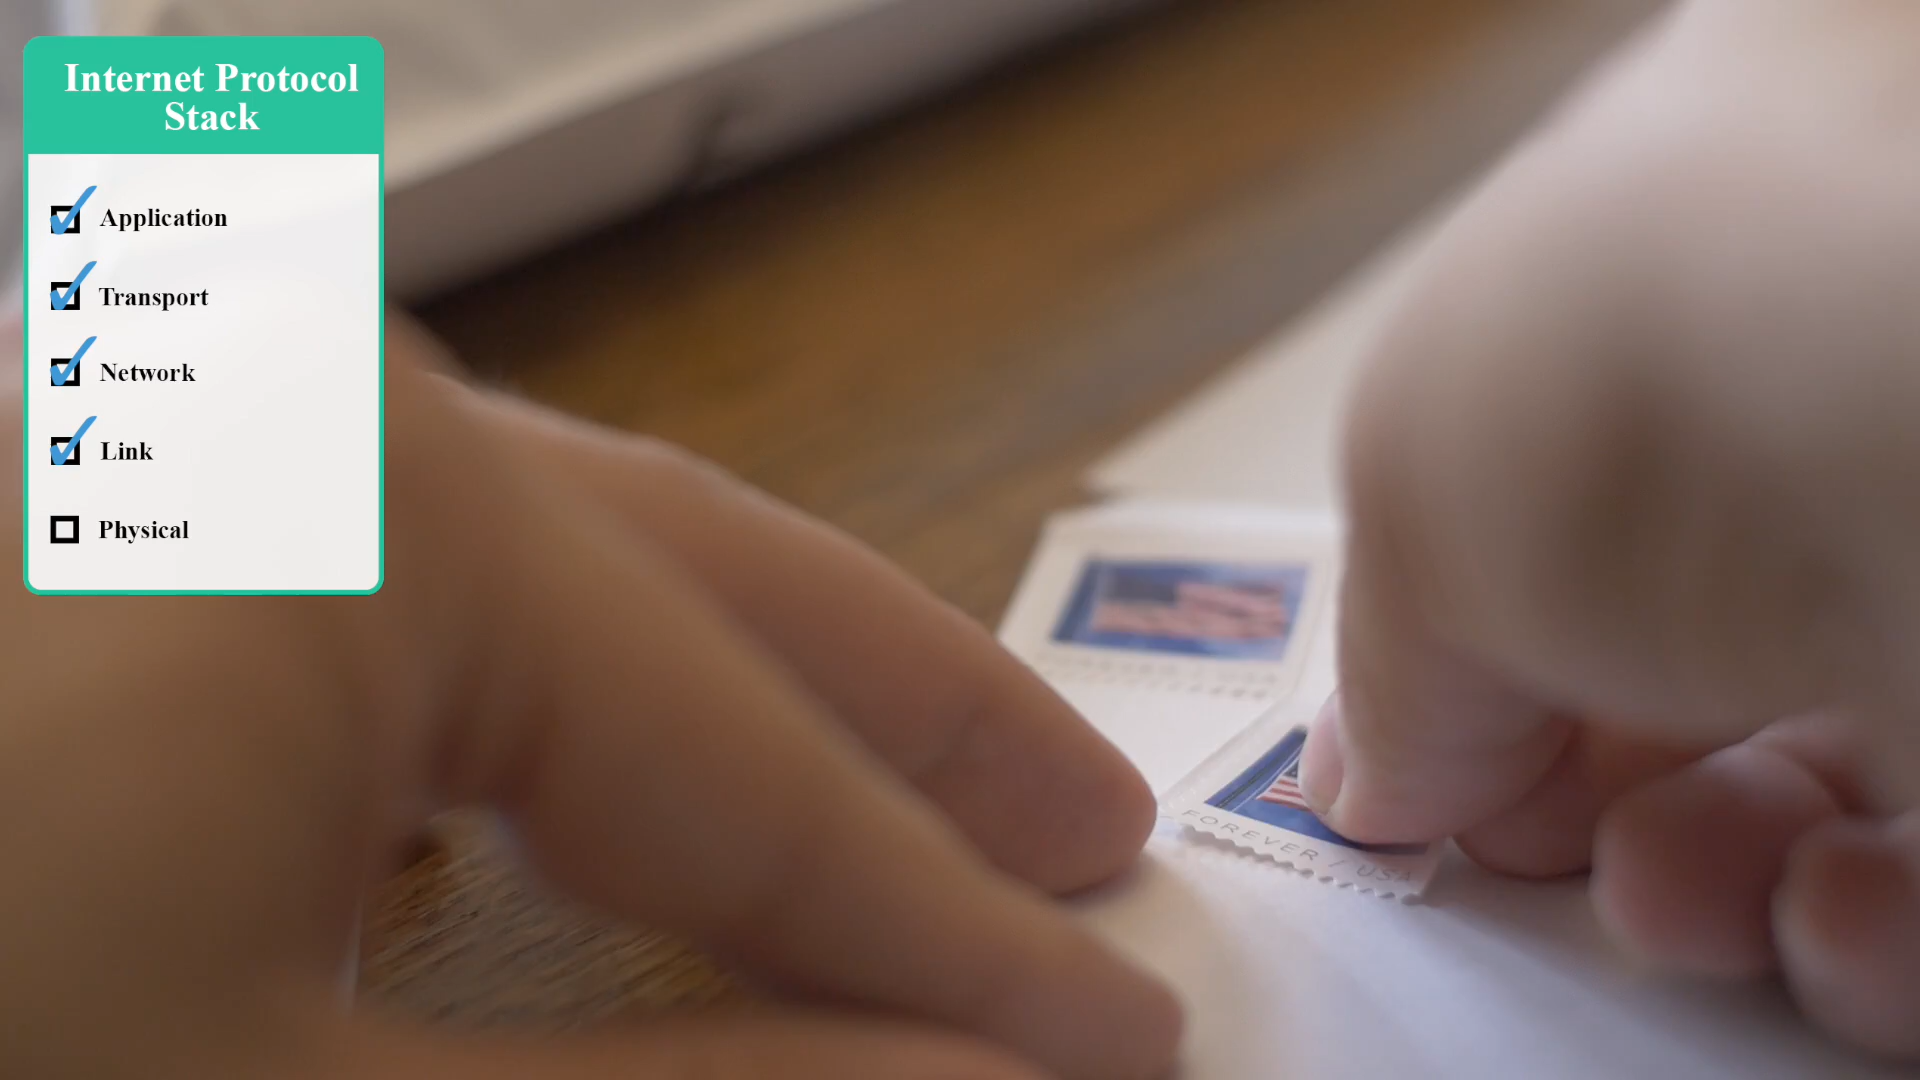 Internet Protocol
Stack
Application
Transport
Network
Link
Physical
FOREVER / USA